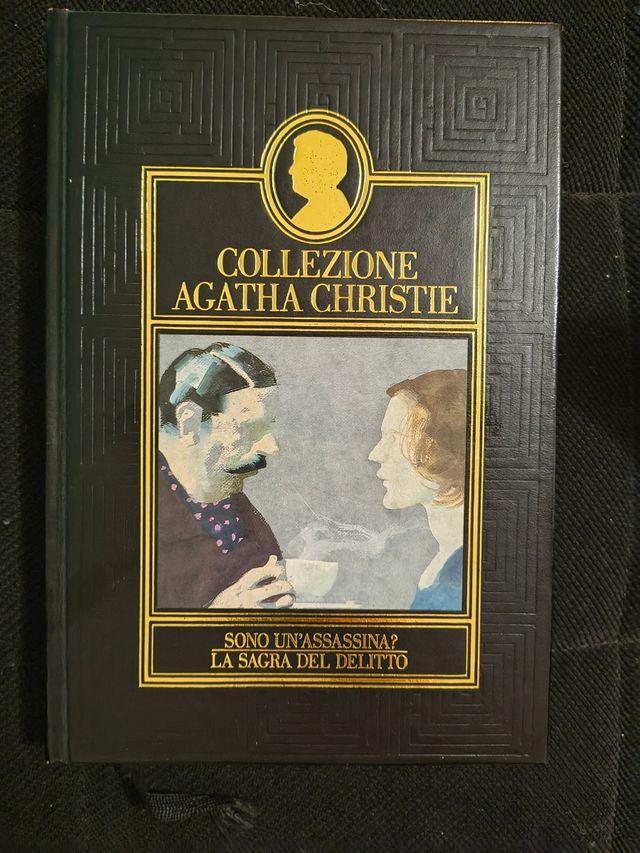 COLLEZIONE
AGATHA CHRISTIE
SONO UN'ASSASSINA?
LA SAGRA DEL DELITTO